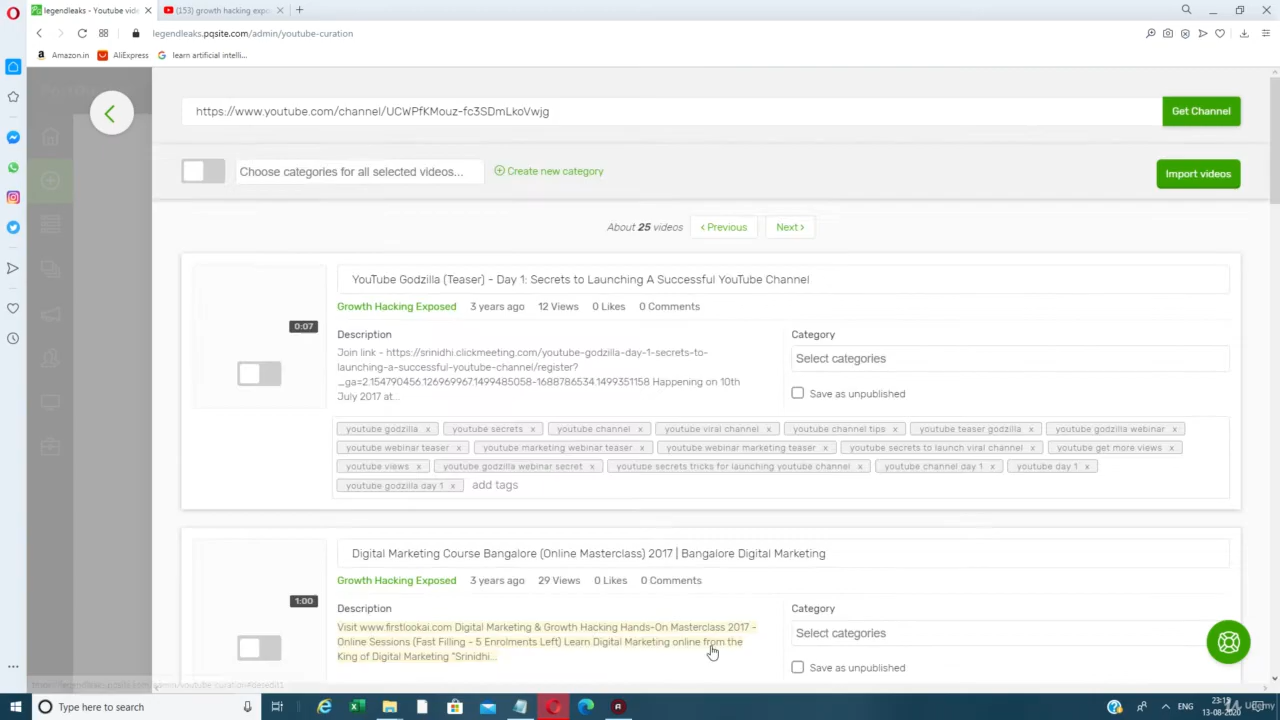 legendleaks - Youtube vide
(153) growth hacking expo
legendleaks.pqsite.com/admin/youtube-curation
Amazon.in
AliExpress
learn artificial intelli...
https://www.youtube.com/channel/UCWPfKMouz-fc3SDmLkoVwjg
Get Channel
Choose categories for all selected videos...
Create new category
Import videos
About 25 videos
‹ Previous
Next ›
YouTube Godzilla (Teaser) - Day 1: Secrets to Launching A Successful YouTube Channel
Growth Hacking Exposed 3 years ago 12 Views 0 Likes 0 Comments
0:07
Description
Category
Join link - https://srinidhi.clickmeeting.com/youtube-godzilla-day-1-secrets-to-
launching-a-successful-youtube-channel/register?
_ga=2.154790456.126969967.1499485058-1688786534.1499351158 Happening on 10th
July 2017 at...
Select categories
Save as unpublished
youtube godzilla x youtube secrets x youtube channel x youtube viral channel x youtube channel tips x youtube teaser godzilla x youtube godzilla webinar x
youtube webinar teaser x youtube marketing webinar teaser x youtube webinar marketing teaser x youtube secrets to launch viral channel x youtube get more views x
youtube views x youtube godzilla webinar secret x youtube secrets tricks for launching youtube channel x youtube channel day 1 x youtube day 1 x
youtube godzilla day 1 x add tags
Digital Marketing Course Bangalore (Online Masterclass) 2017 | Bangalore Digital Marketing
Growth Hacking Exposed 3 years ago 29 Views 0 Likes 0 Comments
1:00
Description
Category
Visit www.firstlookai.com Digital Marketing & Growth Hacking Hands-On Masterclass 2017 -
Online Sessions (Fast Filling - 5 Enrolments Left) Learn Digital Marketing online from the
King of Digital Marketing "Srinidhi...
Select categories
Save as unpublished
Type here to search
ENG
13-08-2020
Udemy